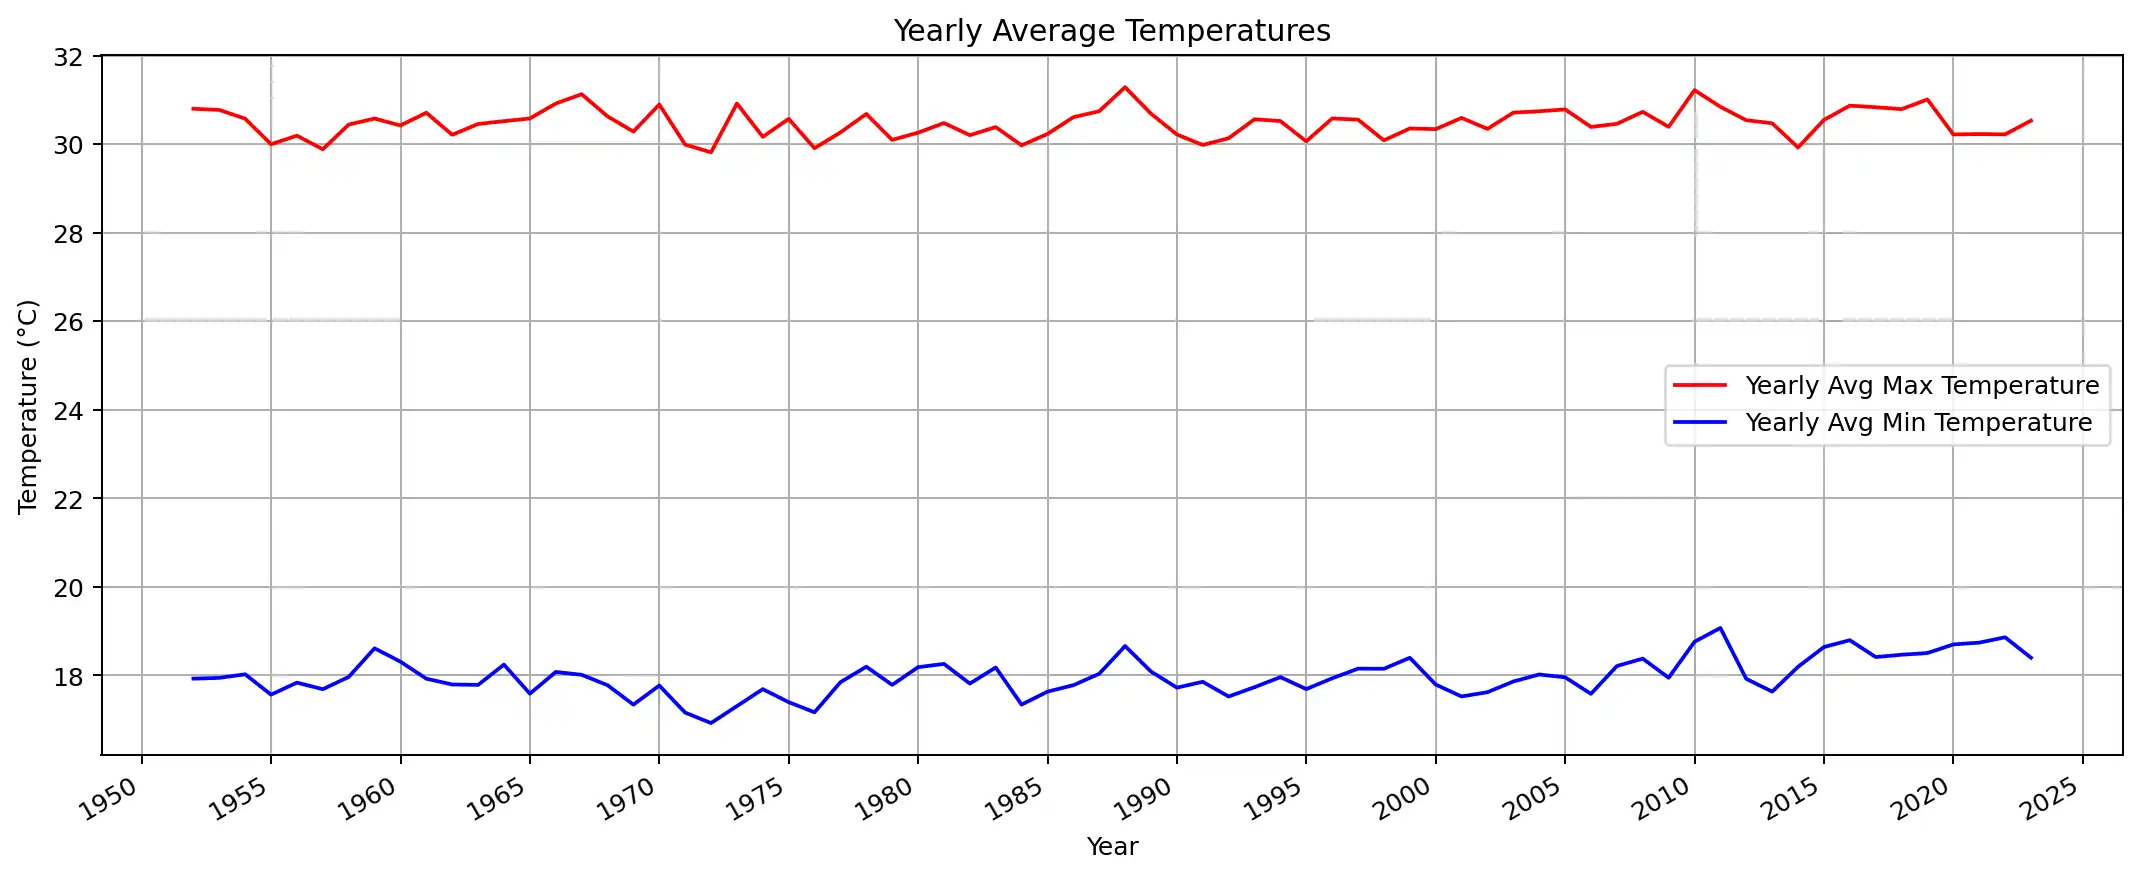 Yearly Average Temperatures
Temperature (°C)
32
30
28
26
24
22
20
18
Yearly Avg Max Temperature
Yearly Avg Min Temperature
1950 1955 1960 1965 1970 1975 1980 1985 1990 1995 2000 2005 2010 2015 2020 2025
Year